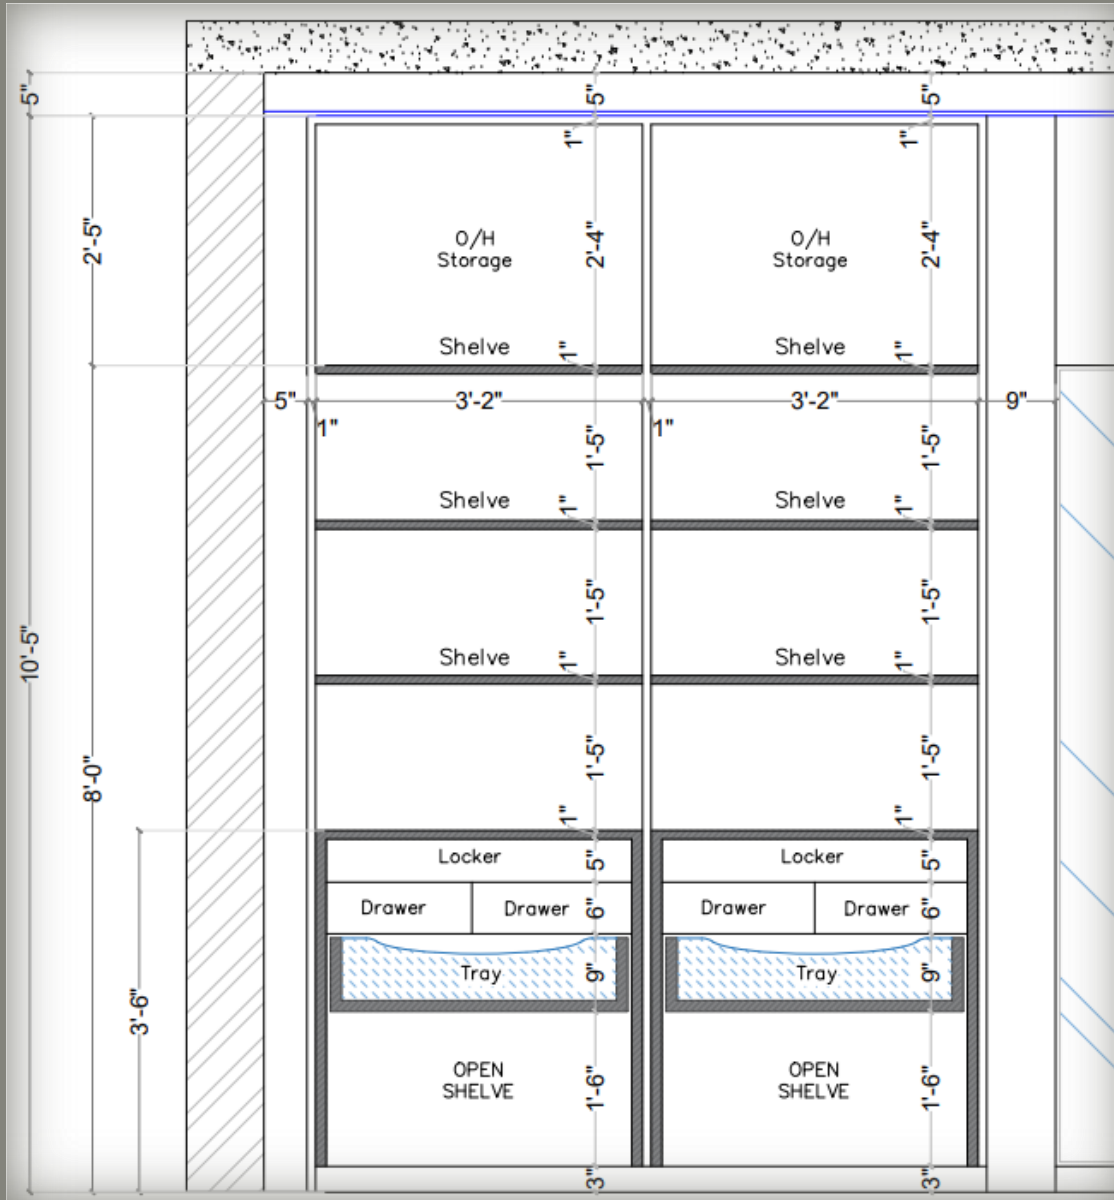 5"
5"
5"
1"
1"
2'-5"
O/H
Storage
2'-4"
O/H
Storage
2'-4"
Shelve
1"
Shelve
1"
5"
3'-2"
3'-2"
9"
1"
1"
1'-5"
1'-5"
Shelve
1"
Shelve
1"
1'-5"
1'-5"
10'-5"
Shelve
1"
Shelve
1"
8'-0"
1'-5"
1'-5"
1"
1"
Locker
5"
Locker
5"
Drawer
Drawer
6"
Drawer
Drawer
6"
Tray
9"
Tray
9"
3'-6"
OPEN
SHELVE
1'-6"
OPEN
SHELVE
1'-6"
3"
3"